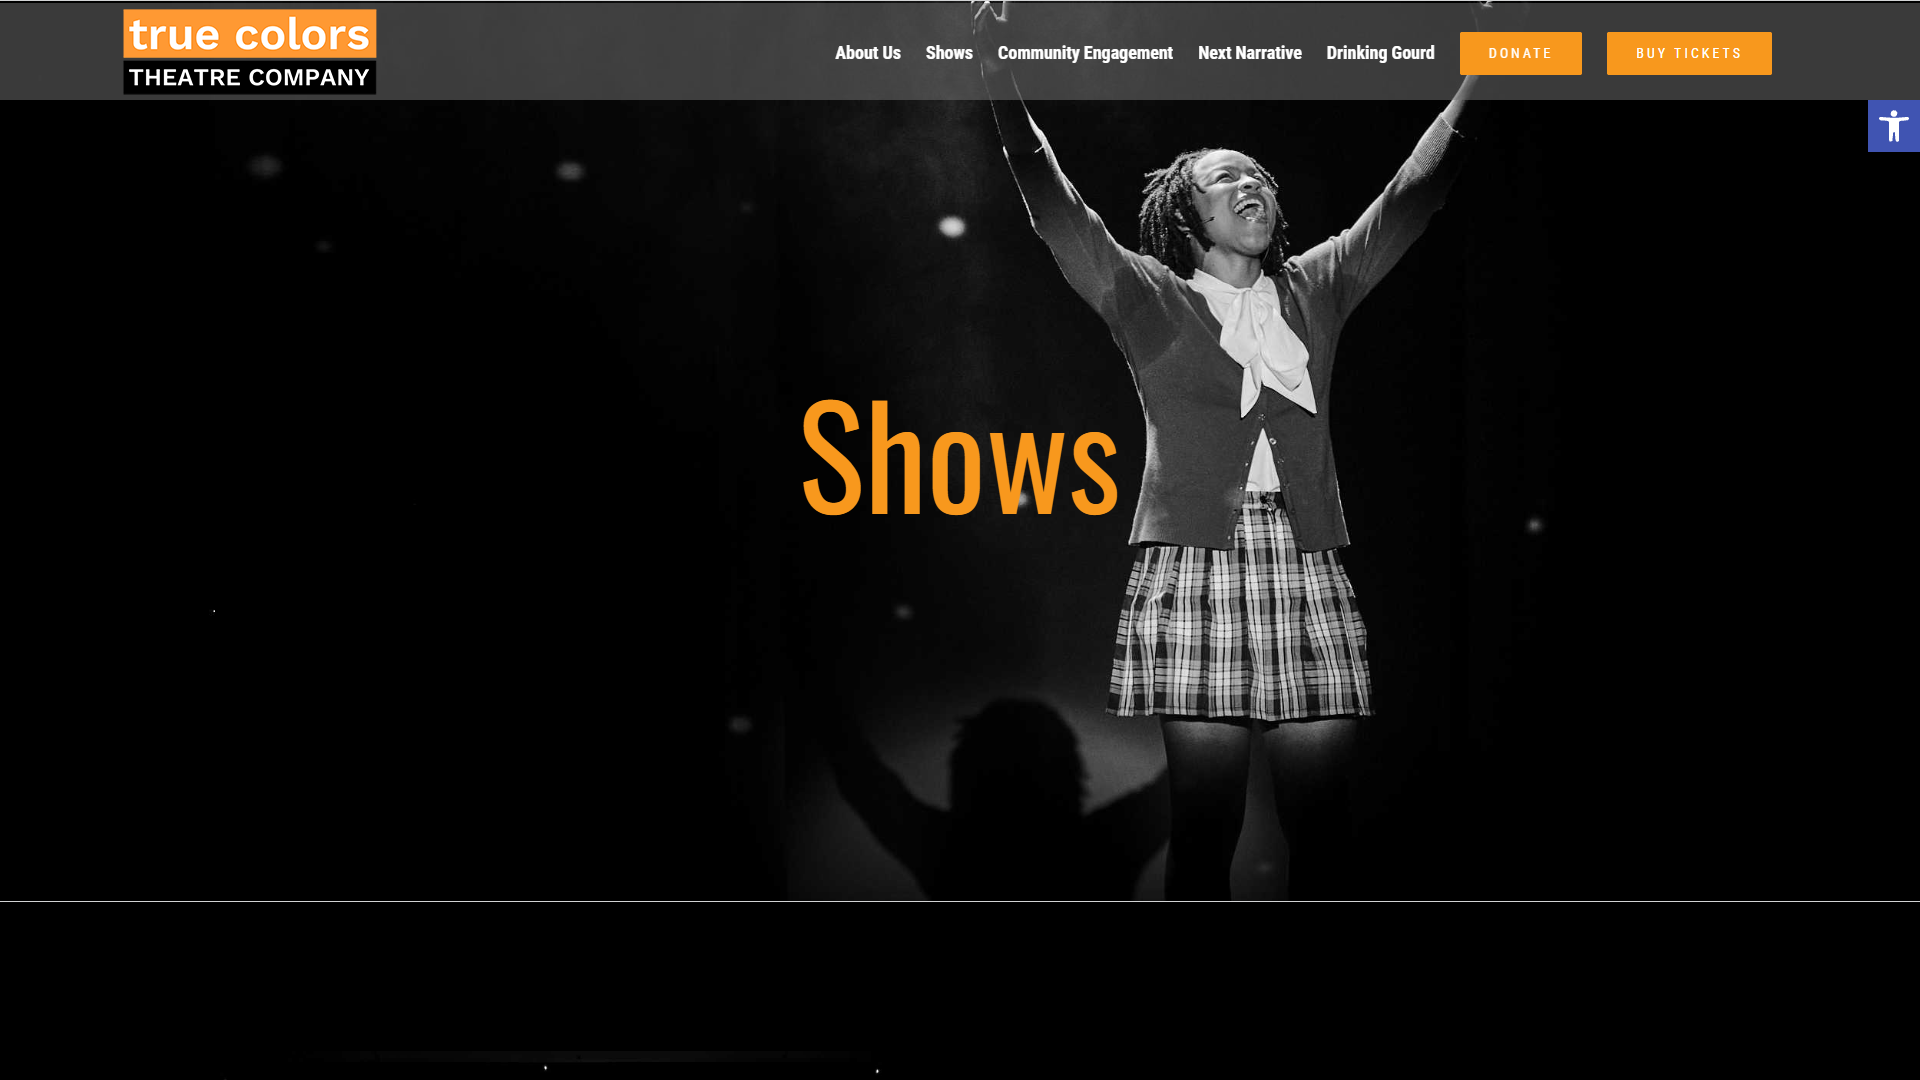 true colors
THEATRE COMPANY
About Us
Shows
Community Engagement
Next Narrative
Drinking Gourd
DONATE
BUY TICKETS
Shows